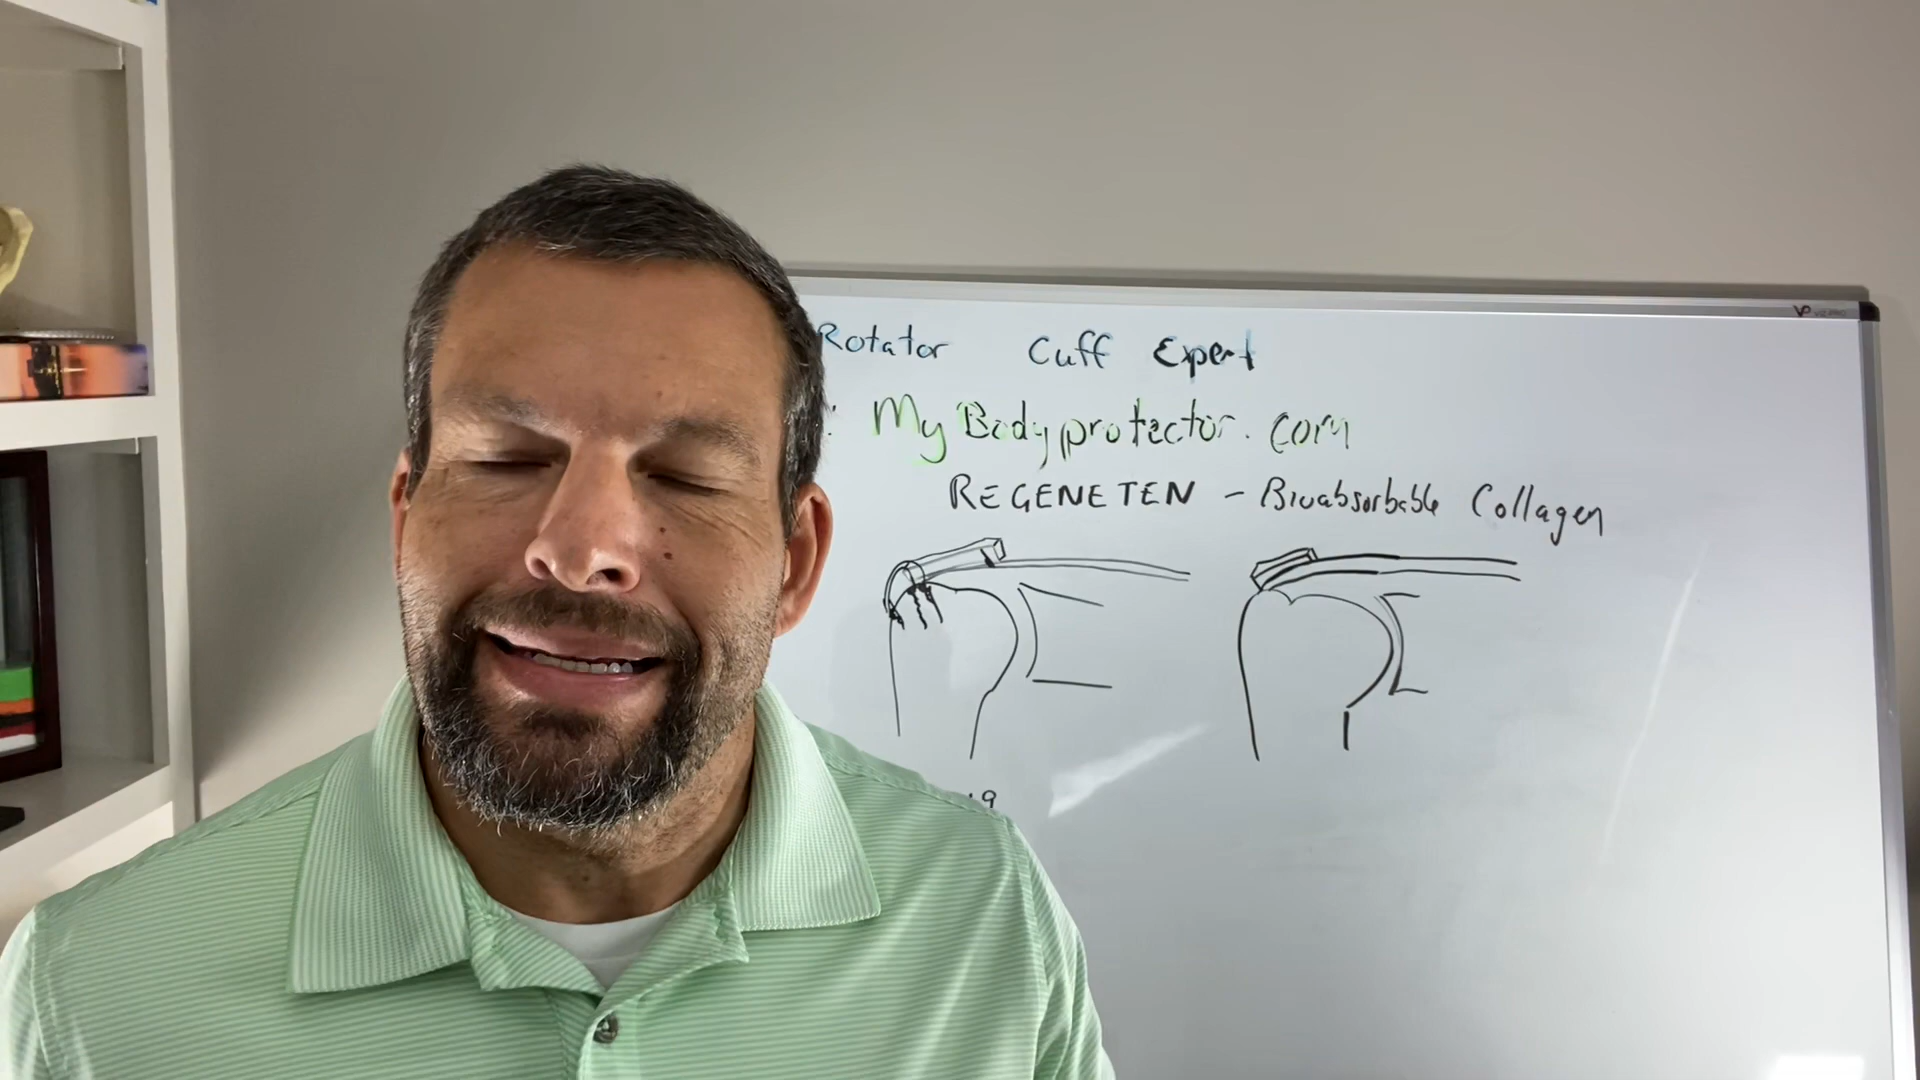 Rotator Cuff Expert
: MyBodyprotector.com
REGENETEN - Bioabsorbable Collagen